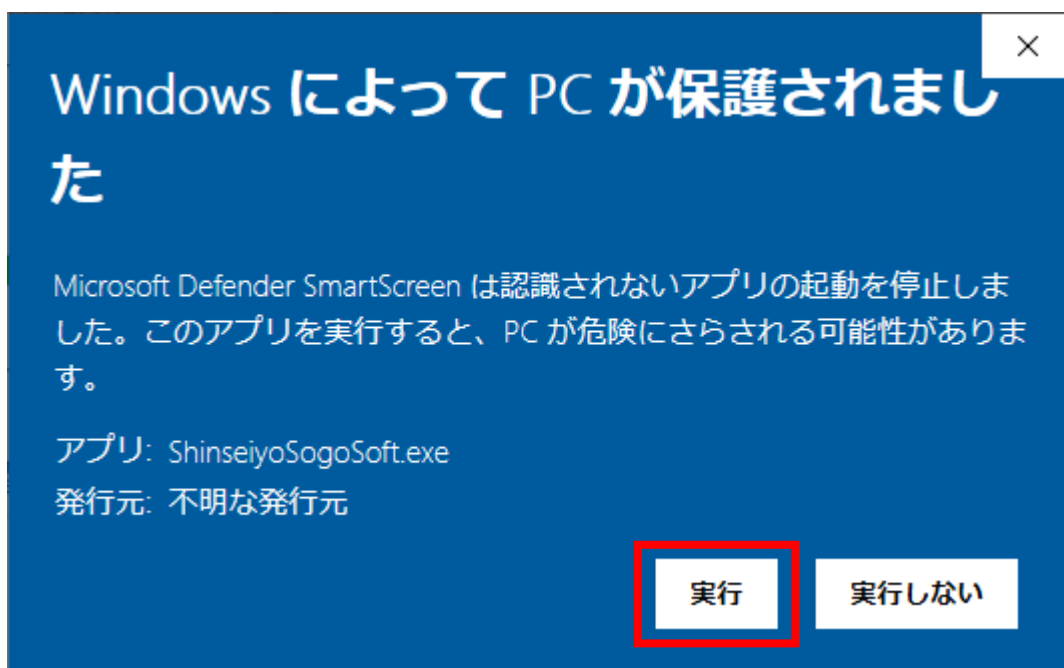 Windows によって PC が保護されまし
た
Microsoft Defender SmartScreen は認識されないアプリの起動を停止しま
した。このアプリを実行すると、PC が危険にさらされる可能性がありま
す。
アプリ: ShinseiyoSogoSoft.exe
発行元: 不明な発行元
実行 実行しない